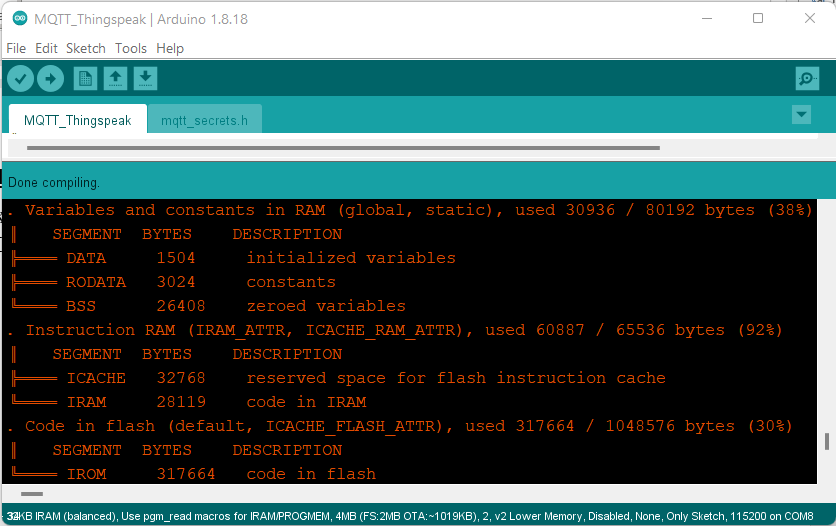 MQTT_Thingspeak | Arduino 1.8.18
File Edit Sketch Tools Help
MQTT_Thingspeak mqtt_secrets.h
Done compiling.
. Variables and constants in RAM (global, static), used 30936 / 80192 bytes (38%)
║ SEGMENT BYTES DESCRIPTION
╠════ DATA 1504 initialized variables
╠════ RODATA 3024 constants
╚════ BSS 26408 zeroed variables
. Instruction RAM (IRAM_ATTR, ICACHE_RAM_ATTR), used 60887 / 65536 bytes (92%)
║ SEGMENT BYTES DESCRIPTION
╠════ ICACHE 32768 reserved space for flash instruction cache
╚════ IRAM 28119 code in IRAM
. Code in flash (default, ICACHE_FLASH_ATTR), used 317664 / 1048576 bytes (30%)
║ SEGMENT BYTES DESCRIPTION
╚════ IROM 317664 code in flash
IRAM (balanced), Use pgm_read macros for IRAM/PROGMEM, 4MB (FS:2MB OTA:~1019KB), 2, v2 Lower Memory, Disabled, None, Only Sketch, 115200 on COM8